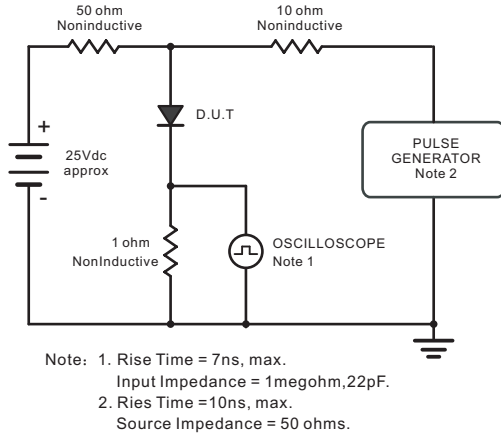 50 ohm
Noninductive
10 ohm
Noninductive
D.U.T
+
25Vdc
approx
-
PULSE
GENERATOR
Note 2
1 ohm
NonInductive
OSCILLOSCOPE
Note 1
Note: 1. Rise Time = 7ns, max.
Input Impedance = 1megohm,22pF.
2. Ries Time =10ns, max.
Source Impedance = 50 ohms.